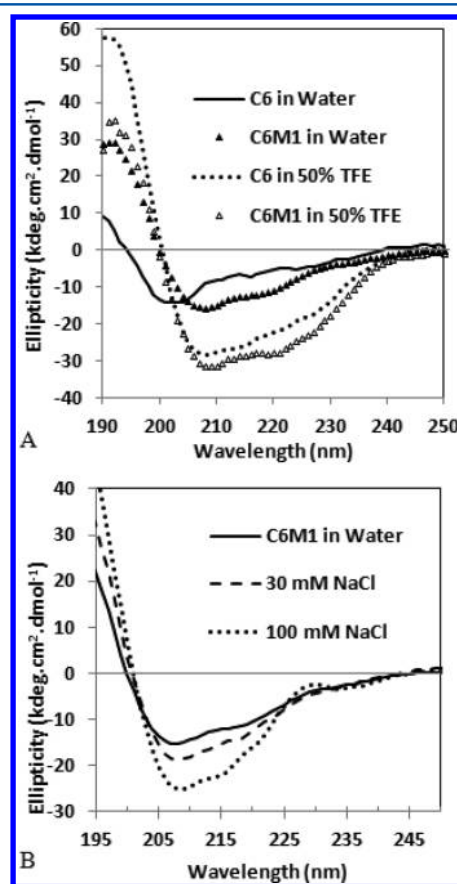 60
50
40
30
20
10
0
-10
-20
-30
-40
Ellipticity (kdeg.cm².dmol⁻¹)
C6 in Water
C6M1 in Water
C6 in 50% TFE
C6M1 in 50% TFE
190 200 210 220 230 240 250
Wavelength (nm)
A
40
30
20
10
0
-10
-20
-30
Ellipticity (kdeg.cm².dmol⁻¹)
C6M1 in Water
30 mM NaCl
100 mM NaCl
195 205 215 225 235 245
Wavelength (nm)
B